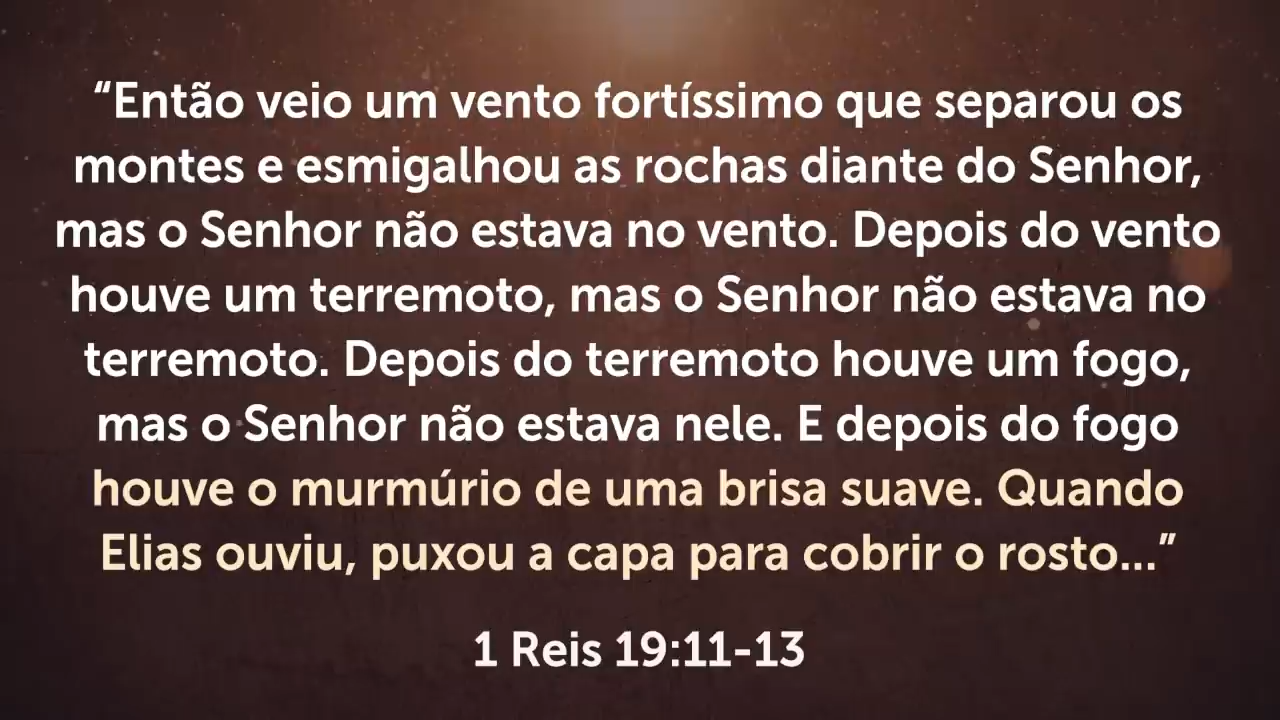 “Então veio um vento fortíssimo que separou os
montes e esmigalhou as rochas diante do Senhor,
mas o Senhor não estava no vento. Depois do vento
houve um terremoto, mas o Senhor não estava no
terremoto. Depois do terremoto houve um fogo,
mas o Senhor não estava nele. E depois do fogo
houve o murmúrio de uma brisa suave. Quando
Elias ouviu, puxou a capa para cobrir o rosto...”
1 Reis 19:11-13